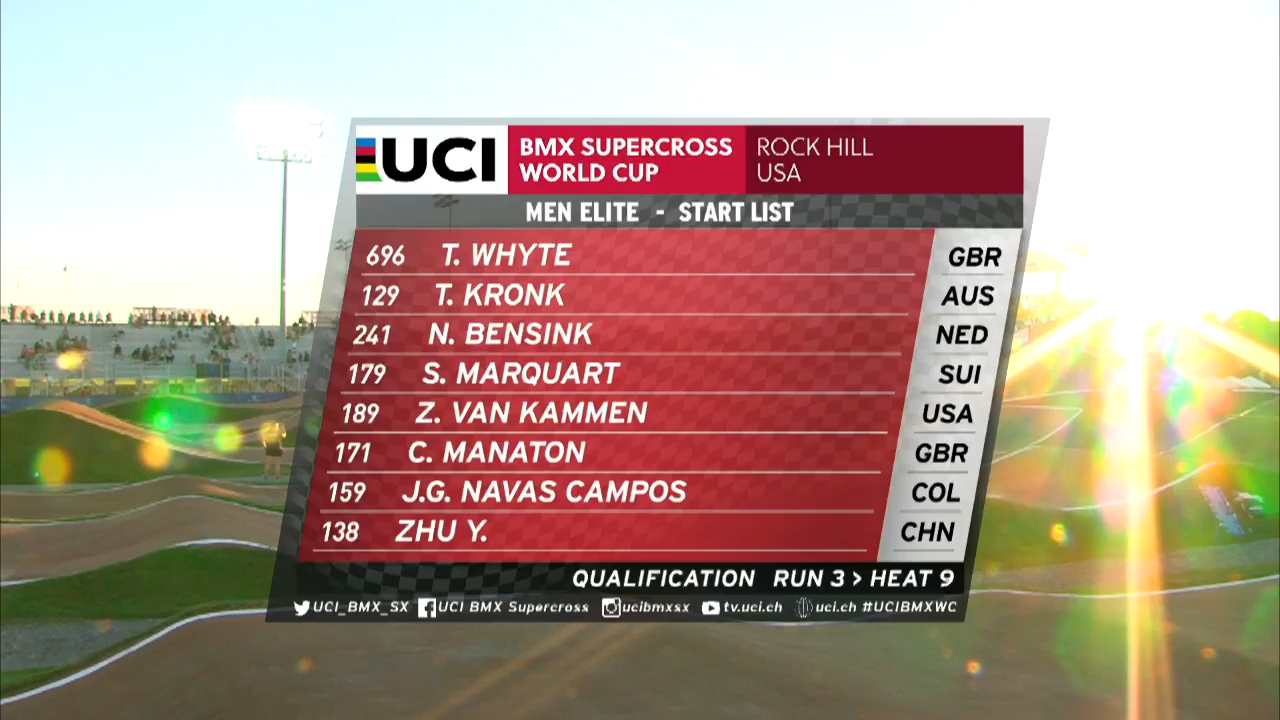 UCI
BMX SUPERCROSS
WORLD CUP
ROCK HILL
USA
MEN ELITE - START LIST
696 T. WHYTE GBR
129 T. KRONK AUS
241 N. BENSINK NED
179 S. MARQUART SUI
189 Z. VAN KAMMEN USA
171 C. MANATON GBR
159 J.G. NAVAS CAMPOS COL
138 ZHU Y. CHN
QUALIFICATION RUN 3 > HEAT 9
UCI_BMX_SX UCI BMX Supercross ucibmxsx tv.uci.ch uci.ch #UCIBMXWC